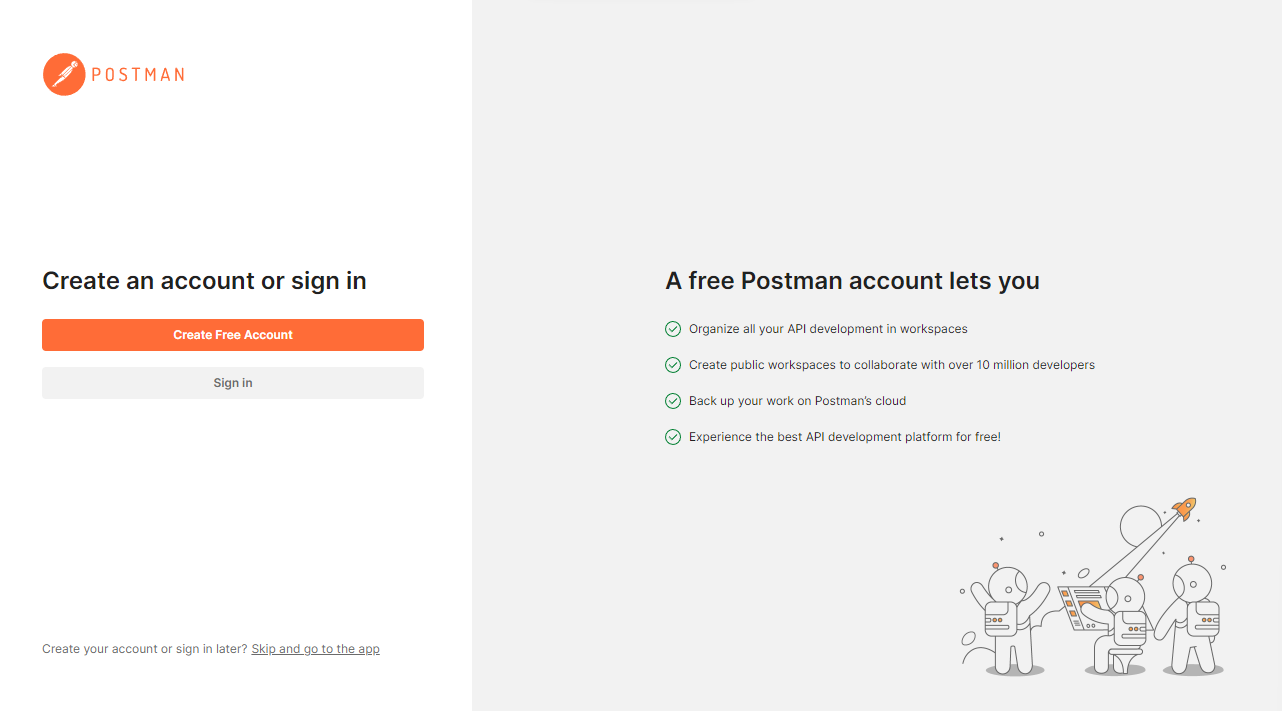 POSTMAN
Create an account or sign in
Create Free Account
Sign in
Create your account or sign in later? Skip and go to the app
A free Postman account lets you
Organize all your API development in workspaces
Create public workspaces to collaborate with over 10 million developers
Back up your work on Postman's cloud
Experience the best API development platform for free!